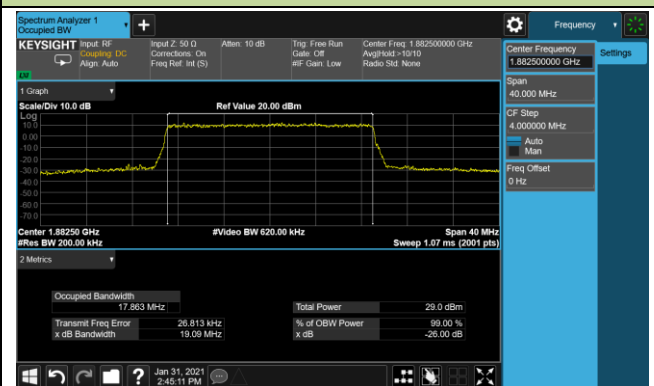 Spectrum Analyzer 1
Occupied BW
Frequency
KEYSIGHT
Input: RF
Coupling: DC
Align: Auto
Input Z: 50 Ω
Corrections: On
Freq Ref: Int (S)
Atten: 10 dB
Trig: Free Run
Gate: Off
#IF Gain: Low
Center Freq: 1.882500000 GHz
Avg|Hold:>10/10
Radio Std: None
LXI
Center Frequency
1.882500000 GHz
Settings
Span
40.000 MHz
CF Step
4.000000 MHz
Auto
Man
Freq Offset
0 Hz
1 Graph
Scale/Div 10.0 dB
Ref Value 20.00 dBm
Log
10.0
0.00
-10.0
-20.0
-30.0
-40.0
-50.0
-60.0
-70.0
Center 1.88250 GHz
#Video BW 620.00 kHz
Span 40 MHz
#Res BW 200.00 kHz
Sweep 1.07 ms (2001 pts)
2 Metrics
Occupied Bandwidth
17.863 MHz
Total Power
29.0 dBm
Transmit Freq Error
26.813 kHz
% of OBW Power
99.00 %
x dB Bandwidth
19.09 MHz
x dB
-26.00 dB
?
Jan 31, 2021
2:45:11 PM